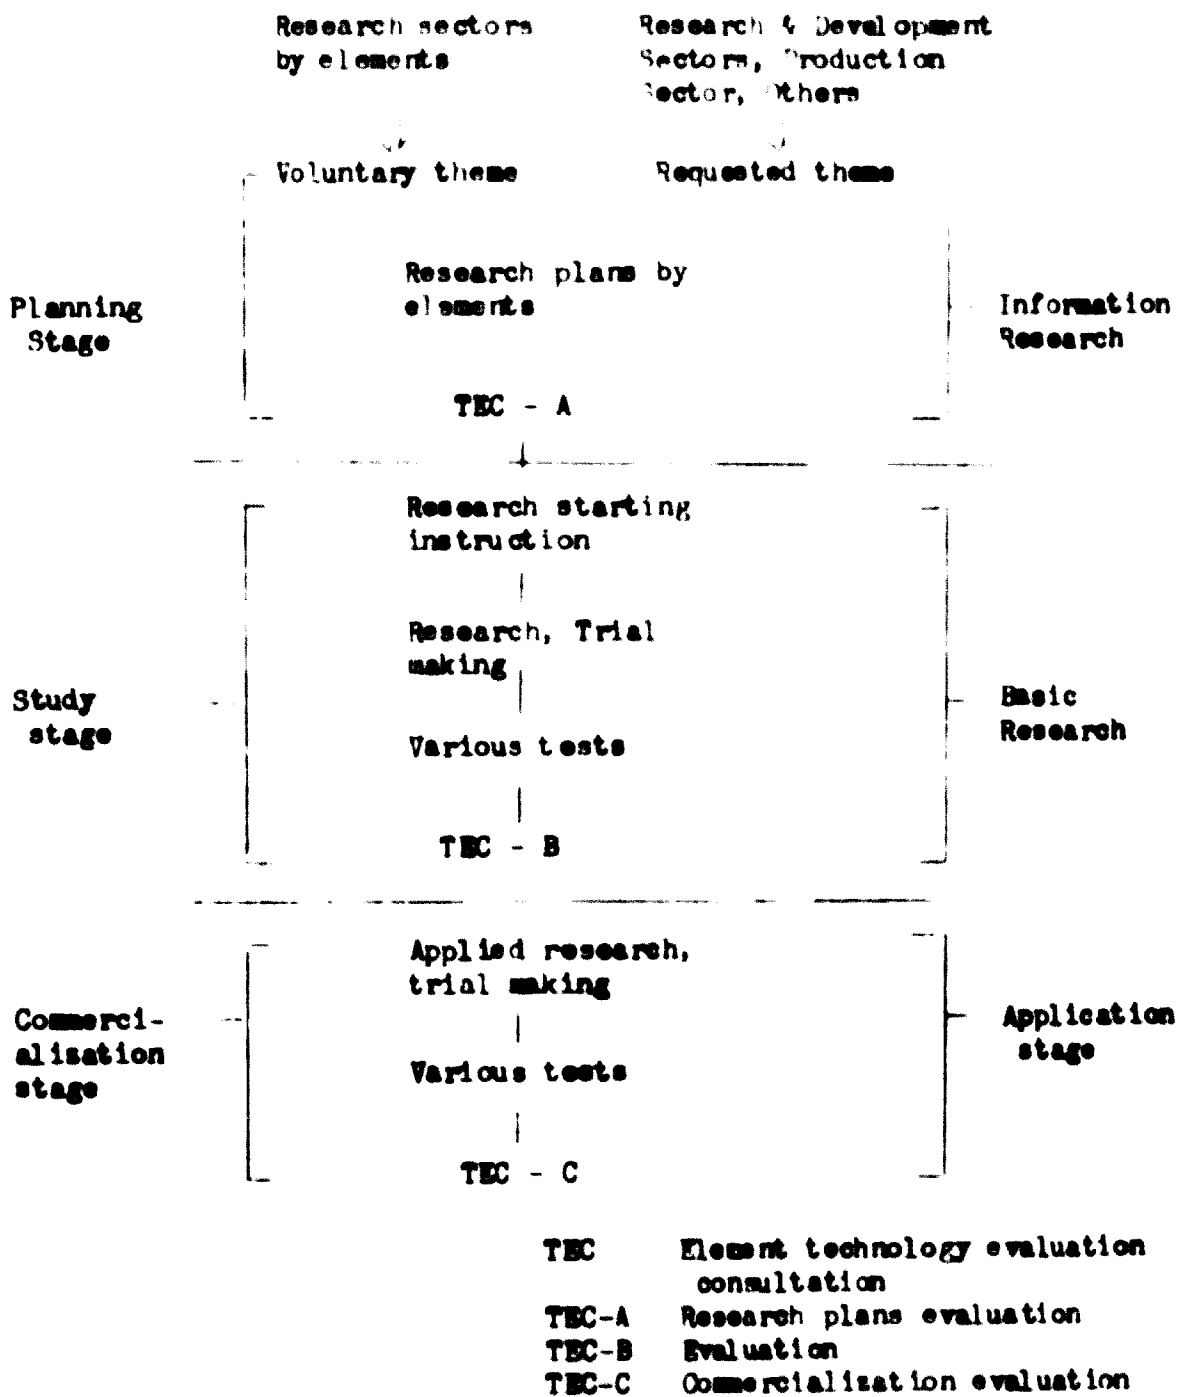 Research sectors
by elements
Research & Development
Sectors, Production
Sector, Others
Voluntary theme
Requested theme
Planning
Stage
Research plans by
elements
Information
Research
TEC - A
Research starting
instruction
Research, Trial
making
Study
stage
Basic
Research
Various tests
TEC - B
Applied research,
trial making
Commerci-
alisation
stage
Application
stage
Various tests
TEC - C
TEC Element technology evaluation
consultation
TEC-A Research plans evaluation
TEC-B Evaluation
TEC-C Commercialization evaluation